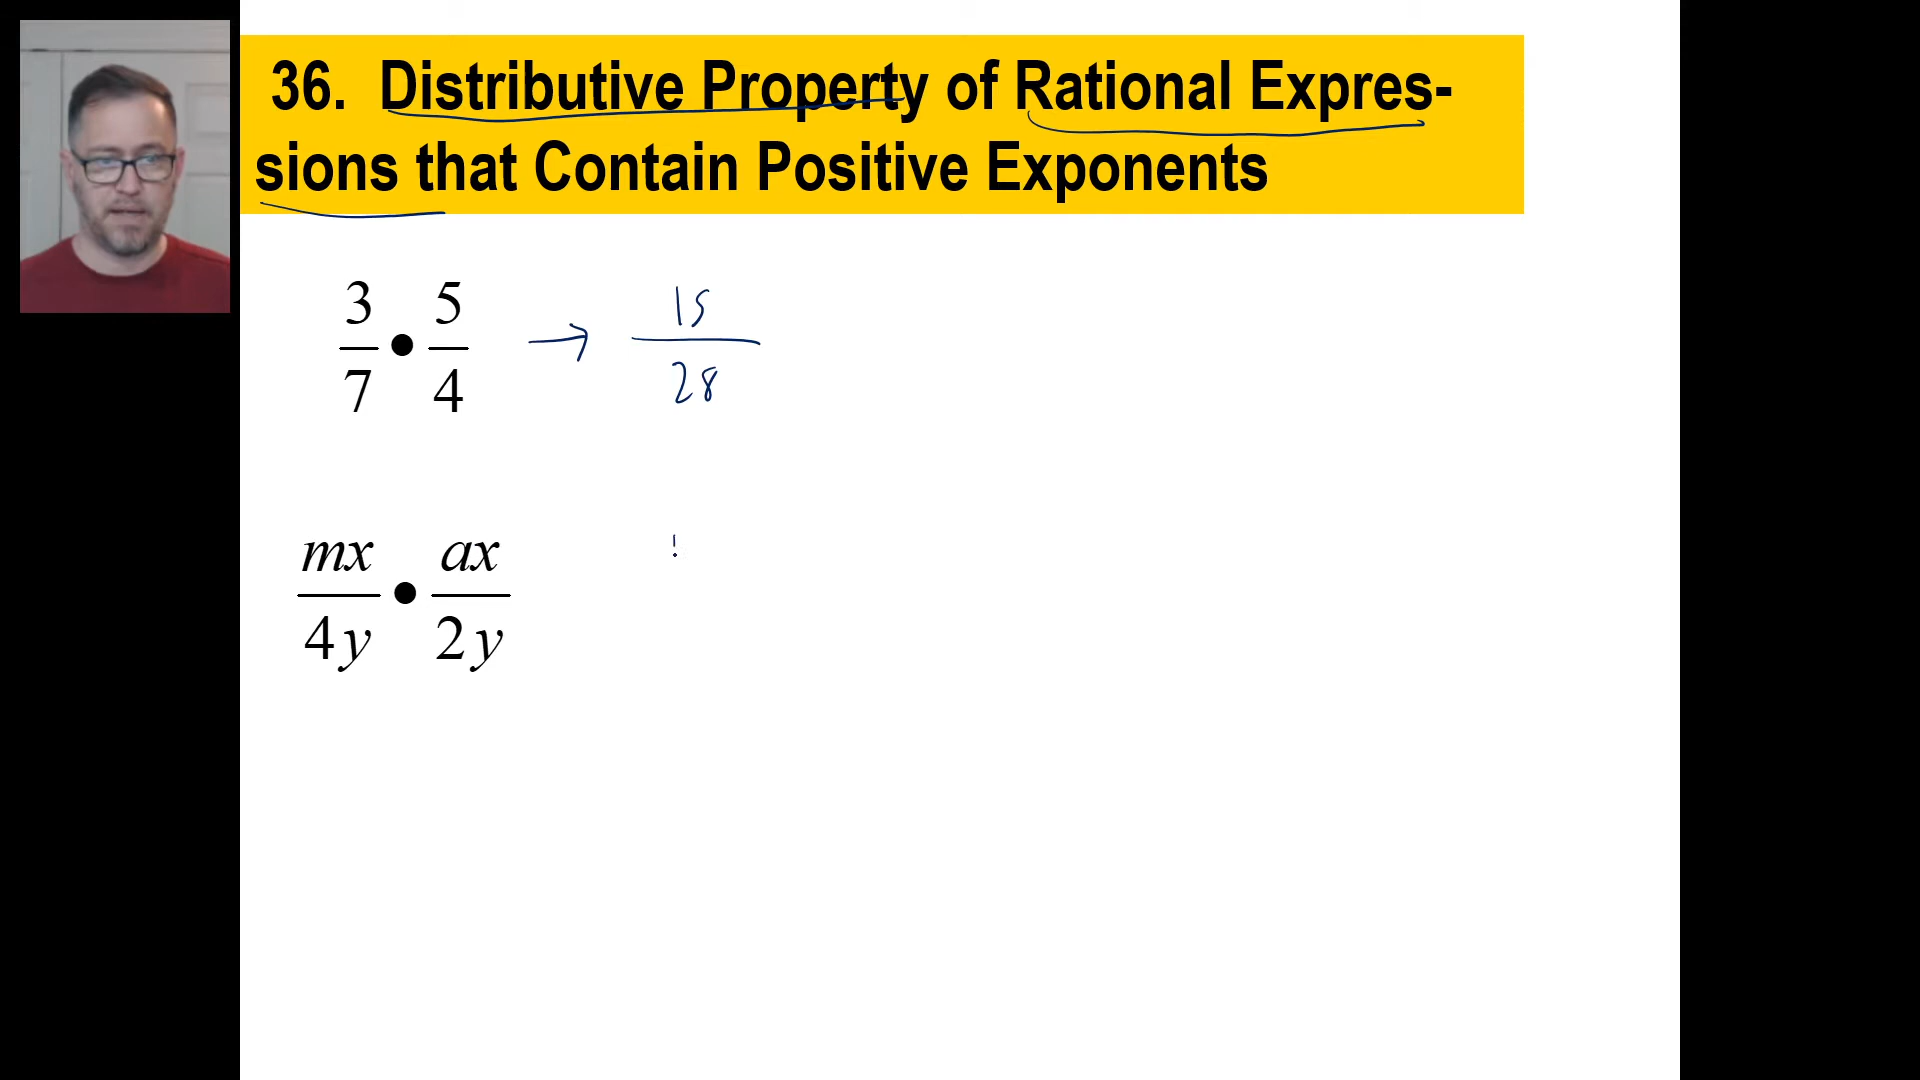 36. Distributive Property of Rational Expres-
sions that Contain Positive Exponents
3/7 • 5/4 → 15/28
mx/4y • ax/2y